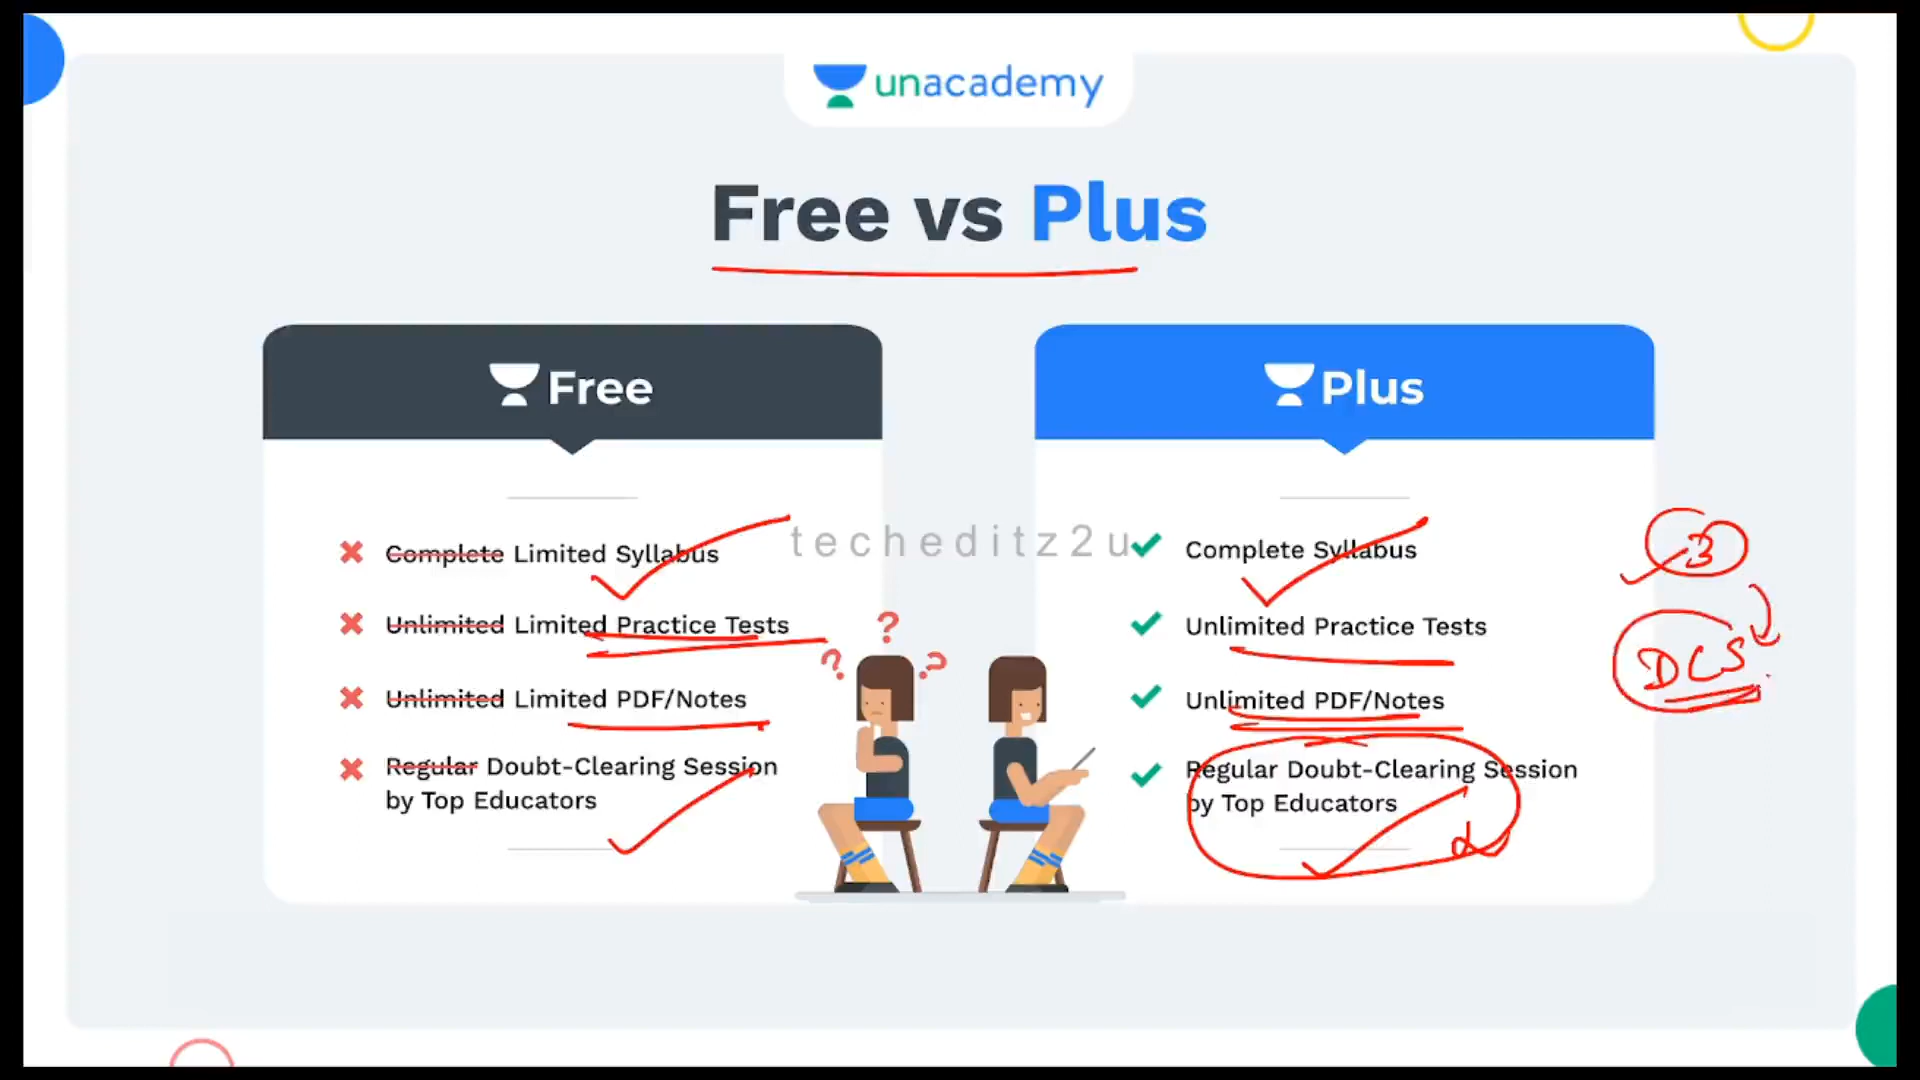 unacademy
Free vs Plus
Free
Complete Limited Syllabus
Unlimited Limited Practice Tests
Unlimited Limited PDF/Notes
Regular Doubt-Clearing Session
by Top Educators
techeditz2u
? ? ?
Plus
Complete Syllabus
Unlimited Practice Tests
Unlimited PDF/Notes
Regular Doubt-Clearing Session
by Top Educators
3
DCS